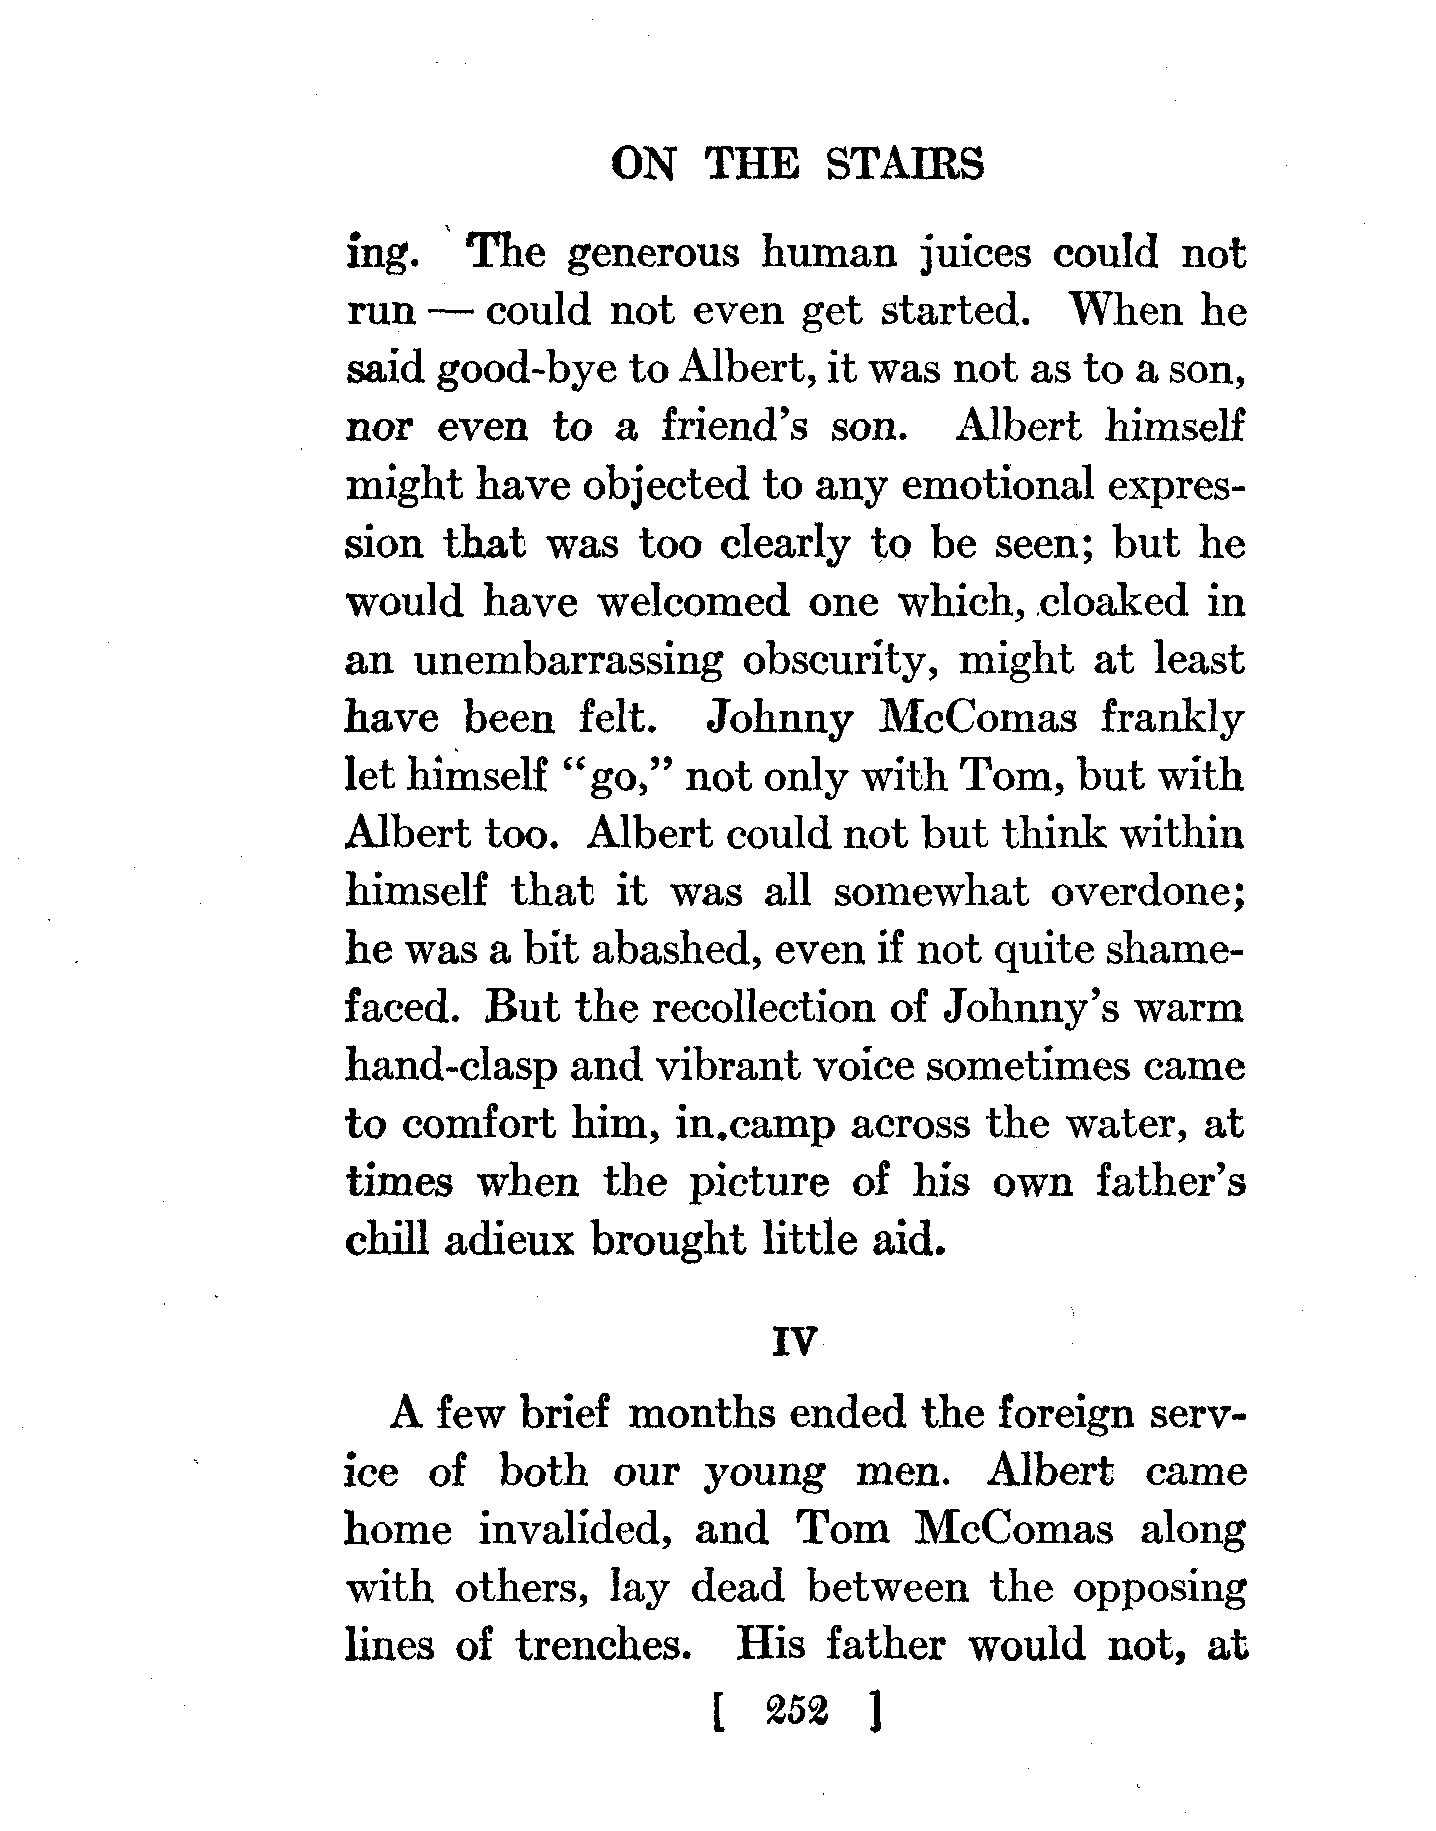 ON THE STAIRS
ing. The generous human juices could not
run — could not even get started. When he
said good-bye to Albert, it was not as to a son,
nor even to a friend's son. Albert himself
might have objected to any emotional expres-
sion that was too clearly to be seen; but he
would have welcomed one which, cloaked in
an unembarrassing obscurity, might at least
have been felt. Johnny McComas frankly
let himself “go,” not only with Tom, but with
Albert too. Albert could not but think within
himself that it was all somewhat overdone;
he was a bit abashed, even if not quite shame-
faced. But the recollection of Johnny's warm
hand-clasp and vibrant voice sometimes came
to comfort him, in camp across the water, at
times when the picture of his own father's
chill adieux brought little aid.
IV
A few brief months ended the foreign serv-
ice of both our young men. Albert came
home invalided, and Tom McComas along
with others, lay dead between the opposing
lines of trenches. His father would not, at
[ 252 ]